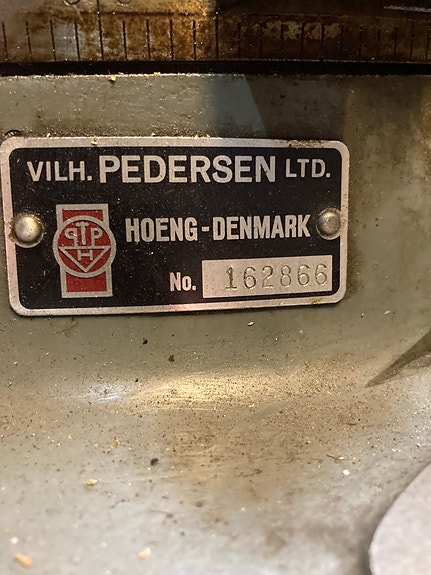 VILH. PEDERSEN LTD.
HOENG-DENMARK
No. 162866